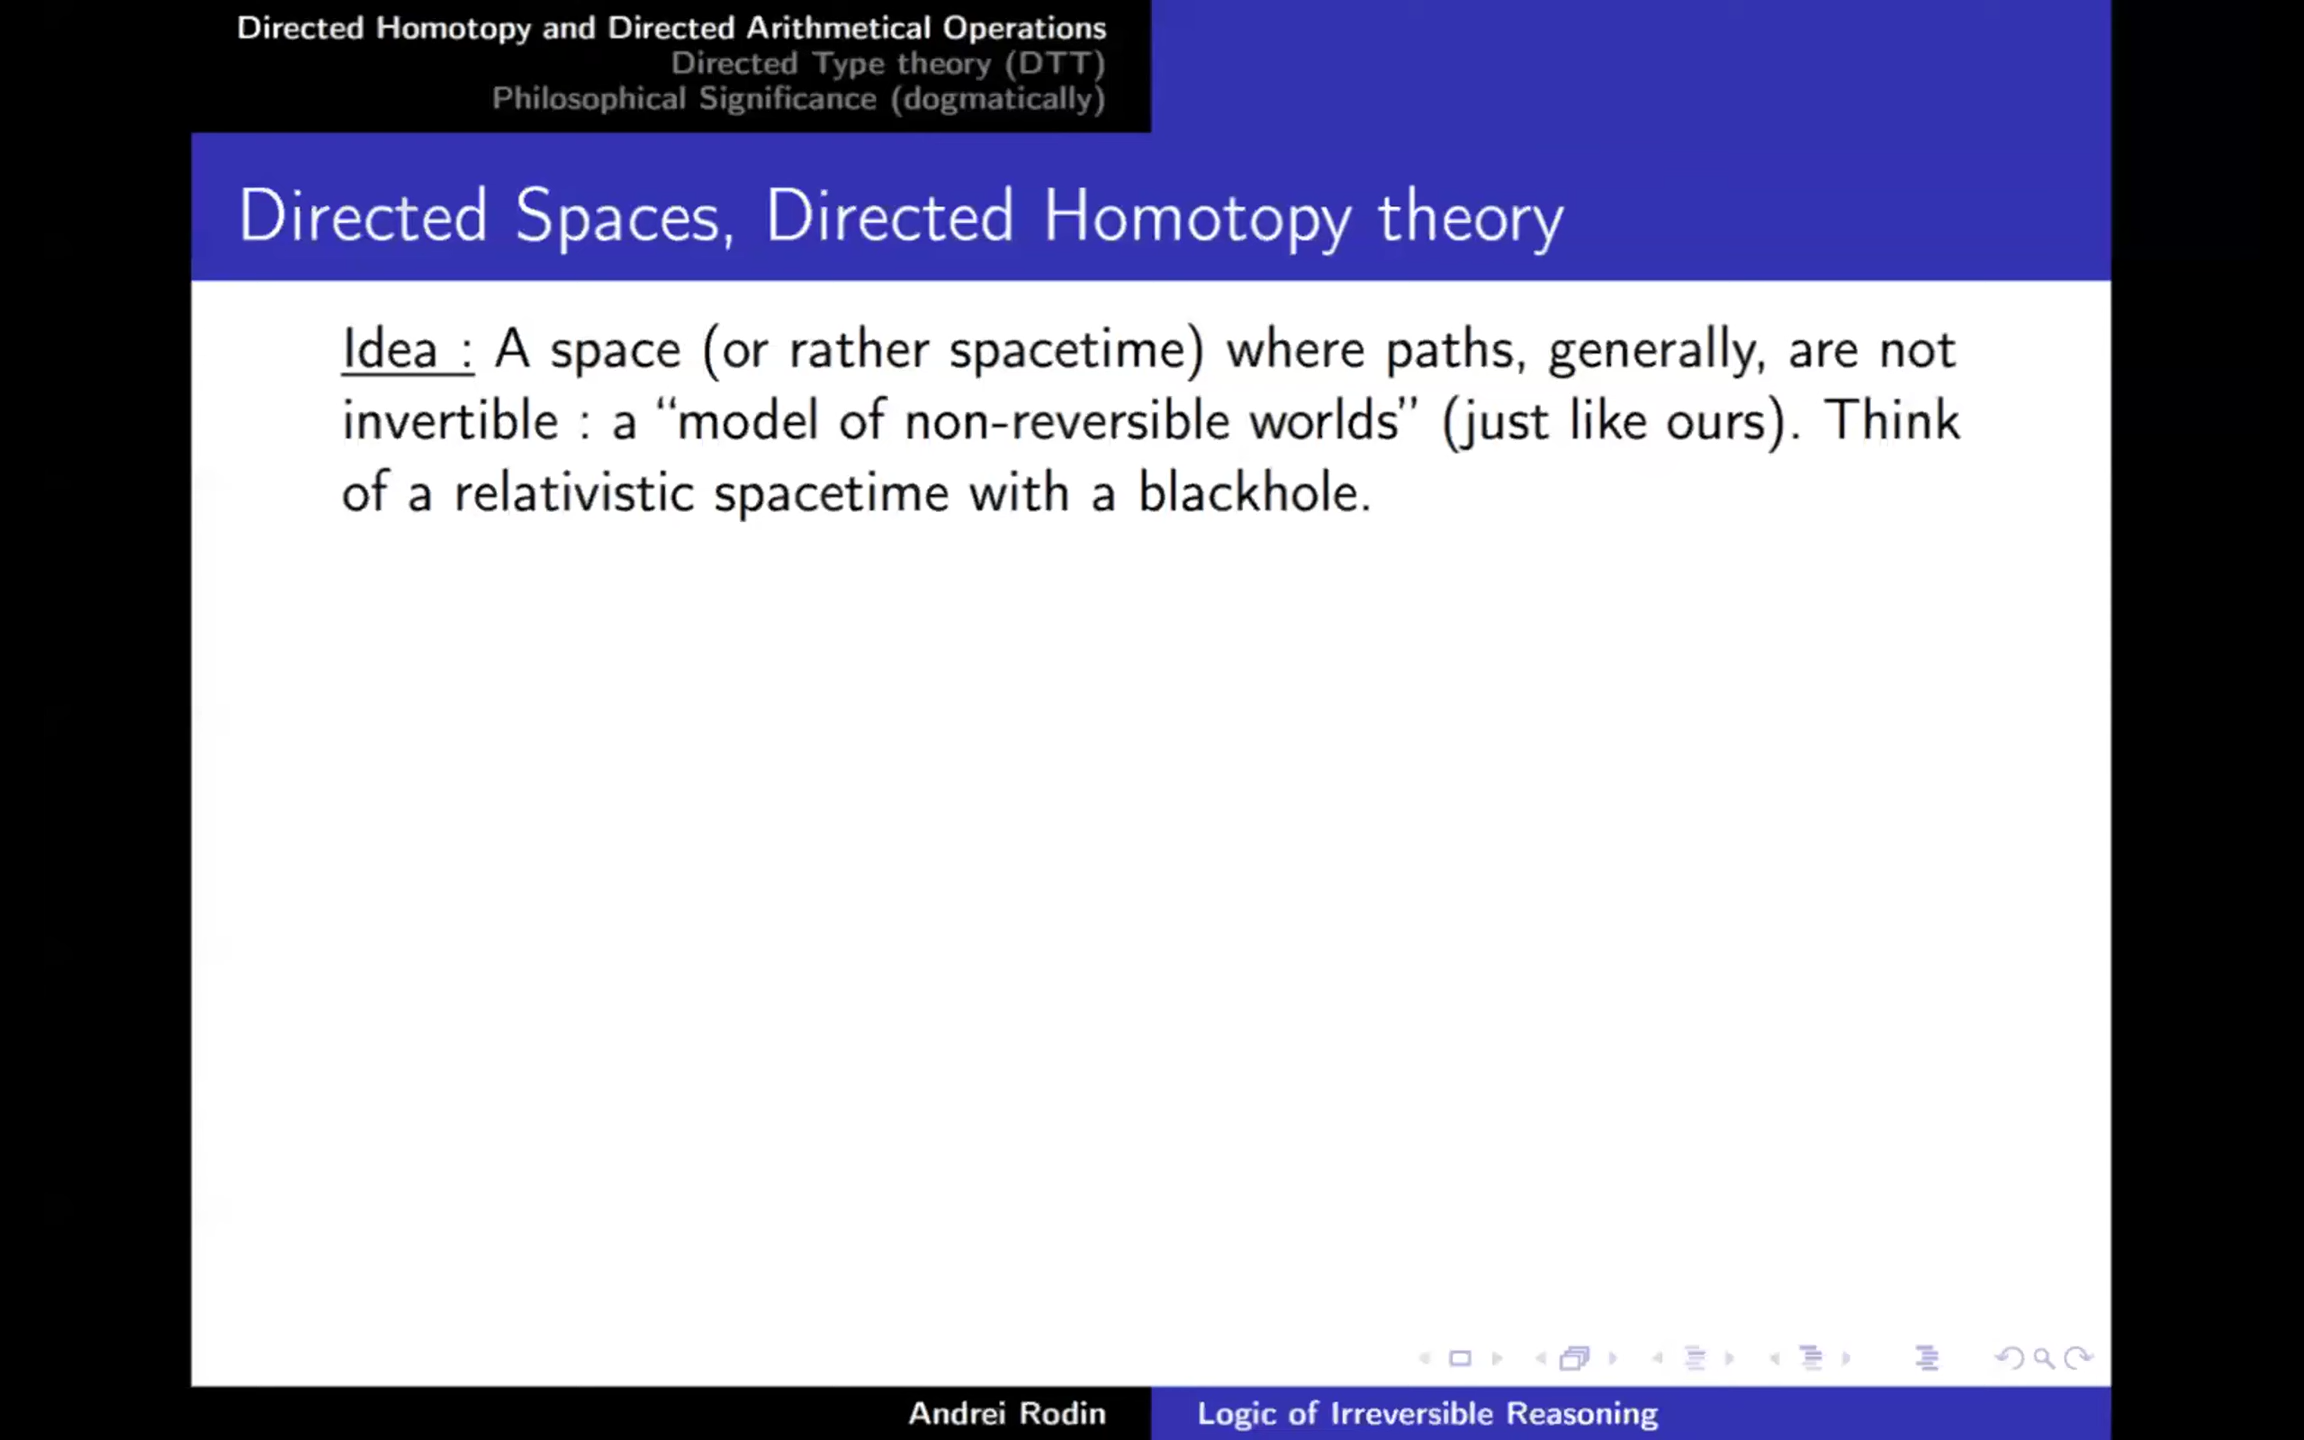 Directed Homotopy and Directed Arithmetical Operations
Directed Type theory (DTT)
Philosophical Significance (dogmatically)
Directed Spaces, Directed Homotopy theory
Idea : A space (or rather spacetime) where paths, generally, are not
invertible : a “model of non-reversible worlds” (just like ours). Think
of a relativistic spacetime with a blackhole.
Andrei Rodin
Logic of Irreversible Reasoning